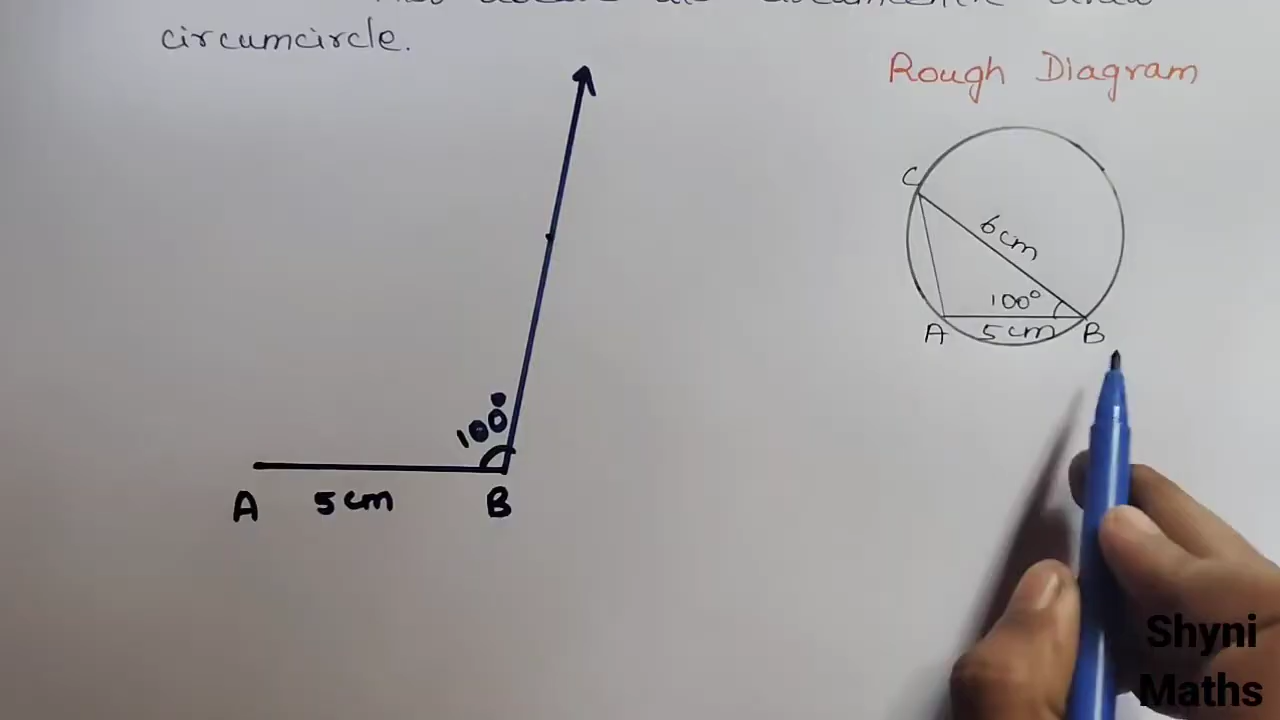 circumcircle.
Rough Diagram
C
6cm
100°
A 5cm B
100°
A 5cm B
Shyni
Maths